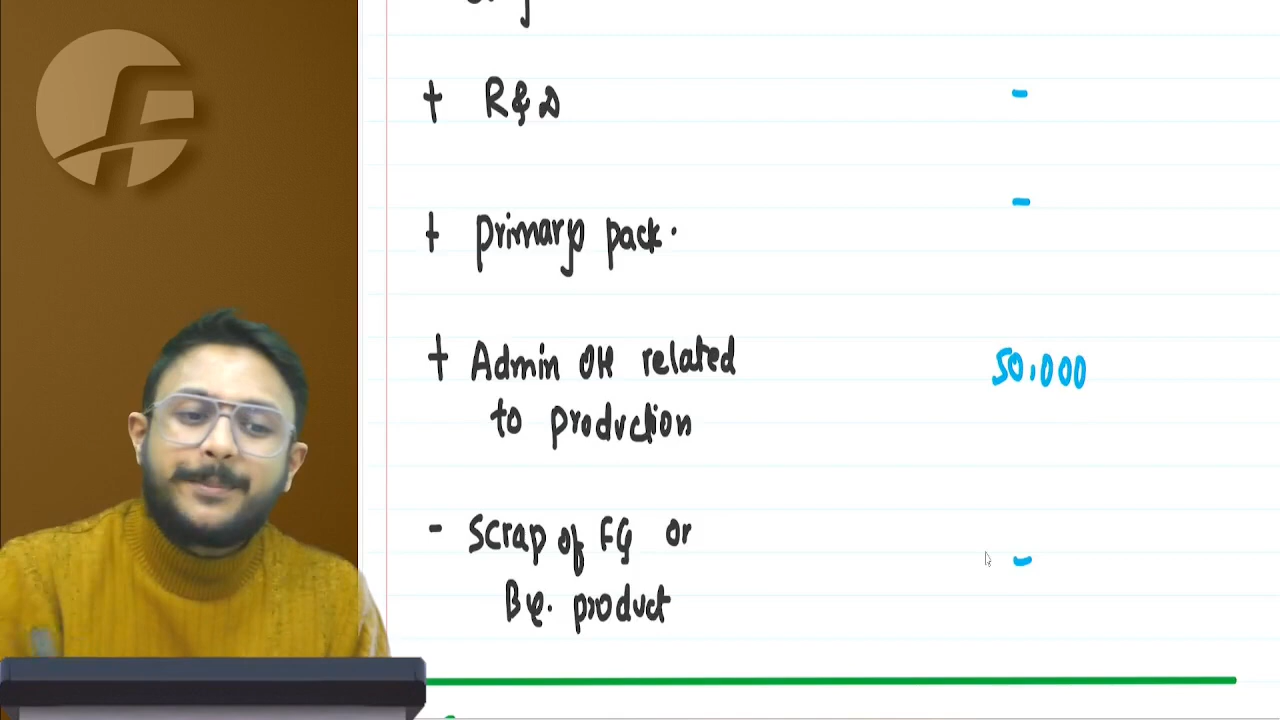 + R&D -
+ primary pack. -
+ Admin OH related 50,000
to production
- Scrap of FG or -
By. product